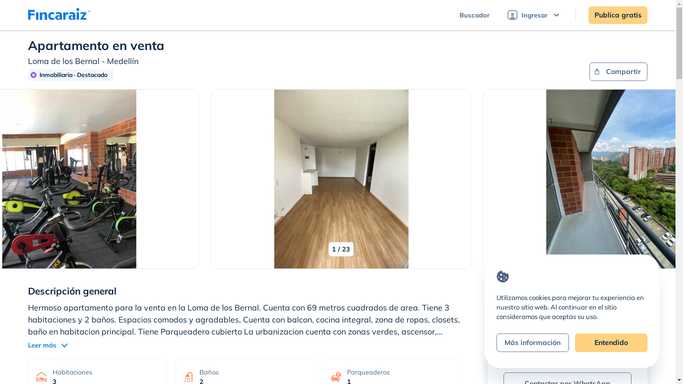 Fincaraiz
Buscador
Ingresar
Publica gratis
Apartamento en venta
Loma de los Bernal - Medellín
Inmobiliaria · Destacado
Compartir
1 / 23
Descripción general
Hermoso apartamento para la venta en la Loma de los Bernal. Cuenta con 69 metros cuadrados de area. Tiene 3
habitaciones y 2 baños. Espacios comodos y agradables, Cuenta con balcon, cocina integral, zona de ropas, closets,
baño en habitacion principal. Tiene Parqueadero cubierto La urbanizacion cuenta con zonas verdes, ascensor,...
Leer más
Habitaciones
3
Baños
2
Parqueaderos
1
Utilizamos cookies para mejorar tu experiencia en
nuestro sitio web. Al continuar en el sitio
consideramos que aceptas su uso.
Más información
Entendido
Contactar por WhatsApp